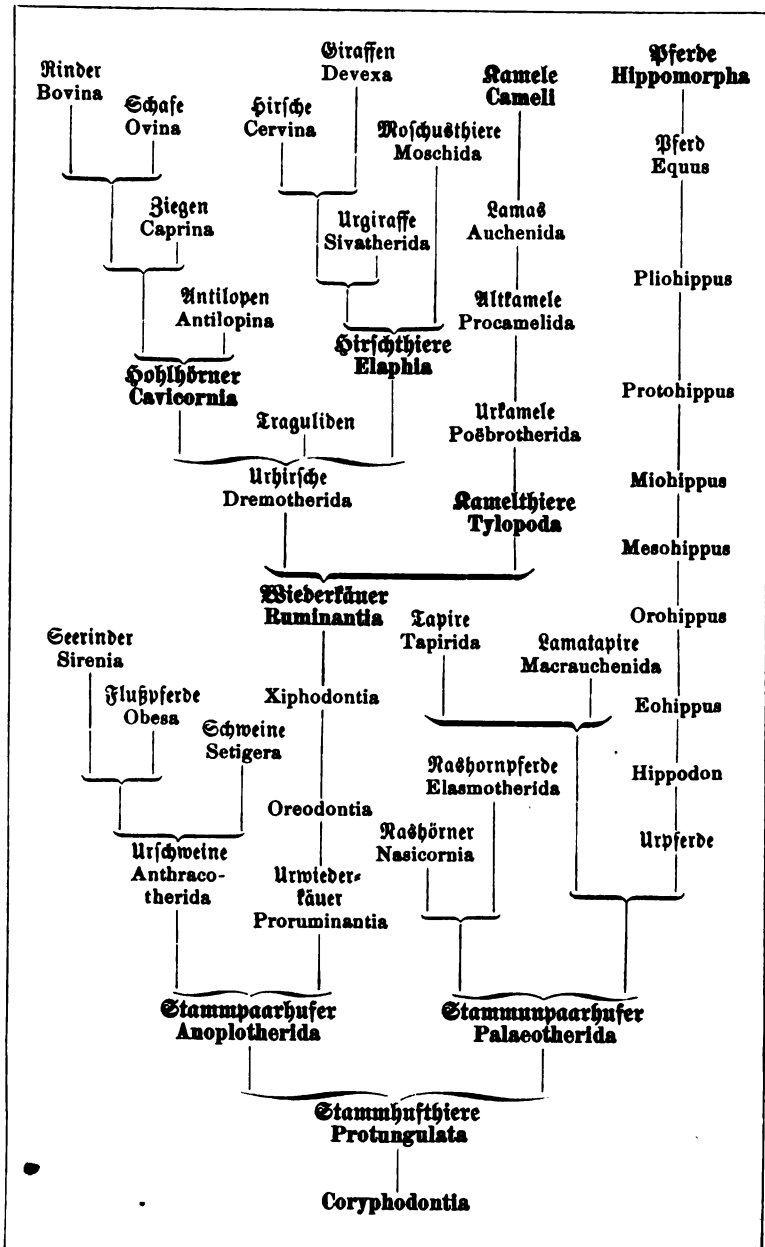 Rinder
Bovina
Schafe
Ovina
Ziegen
Caprina
Antilopen
Antilopina
Hohlhörner
Cavicornia
Giraffen
Devexa
Hirsche
Cervina
Moschusthiere
Moschida
Urgiraffe
Sivatherida
Hirschthiere
Elaphia
Traguliden
Urhirsche
Dremotherida
Kamele
Cameli
Lamas
Auchenida
Altkamele
Procamelida
Urkamele
Poëbrotherida
Kamelthiere
Tylopoda
Wiederkäuer
Ruminantia
Pferde
Hippomorpha
Pferd
Equus
Pliohippus
Protohippus
Miohippus
Mesohippus
Orohippus
Eohippus
Hippodon
Urpferde
Seerinder
Sirenia
Flußpferde
Obesa
Schweine
Setigera
Urschweine
Anthraco-
therida
Xiphodontia
Oreodontia
Urwieder-
käuer
Proruminantia
Tapire
Tapirida
Lamatapire
Macrauchenida
Nashornpferde
Elasmotherida
Nashörner
Nasicornia
Stammpaarhufer
Anoplotherida
Stammunpaarhufer
Palaeotherida
Stammhufthiere
Protungulata
Coryphodontia